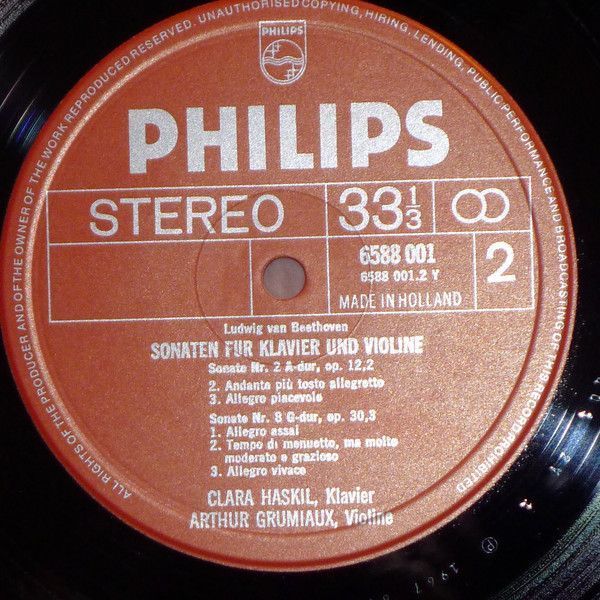 ALL RIGHTS OF THE PRODUCER AND OF THE OWNER OF THE WORK REPRODUCED RESERVED. UNAUTHORISED COPYING, HIRING, LENDING, PUBLIC PERFORMANCE AND BROADCASTING OF THIS RECORD PROHIBITED
PHILIPS
PHILIPS
STEREO
33 1/3
6588 001
6588 001.2 Y
MADE IN HOLLAND
2
Ludwig van Beethoven
SONATEN FÜR KLAVIER UND VIOLINE
Sonate Nr. 2 A-dur, op. 12,2
2. Andante più tosto allegretto
3. Allegro piacevole
Sonate Nr. 8 G-dur, op. 30,3
1. Allegro assai
2. Tempo di menuetto, ma molto
moderato e grazioso
3. Allegro vivace
CLARA HASKIL, Klavier
ARTHUR GRUMIAUX, Violine
Ⓟ 1967